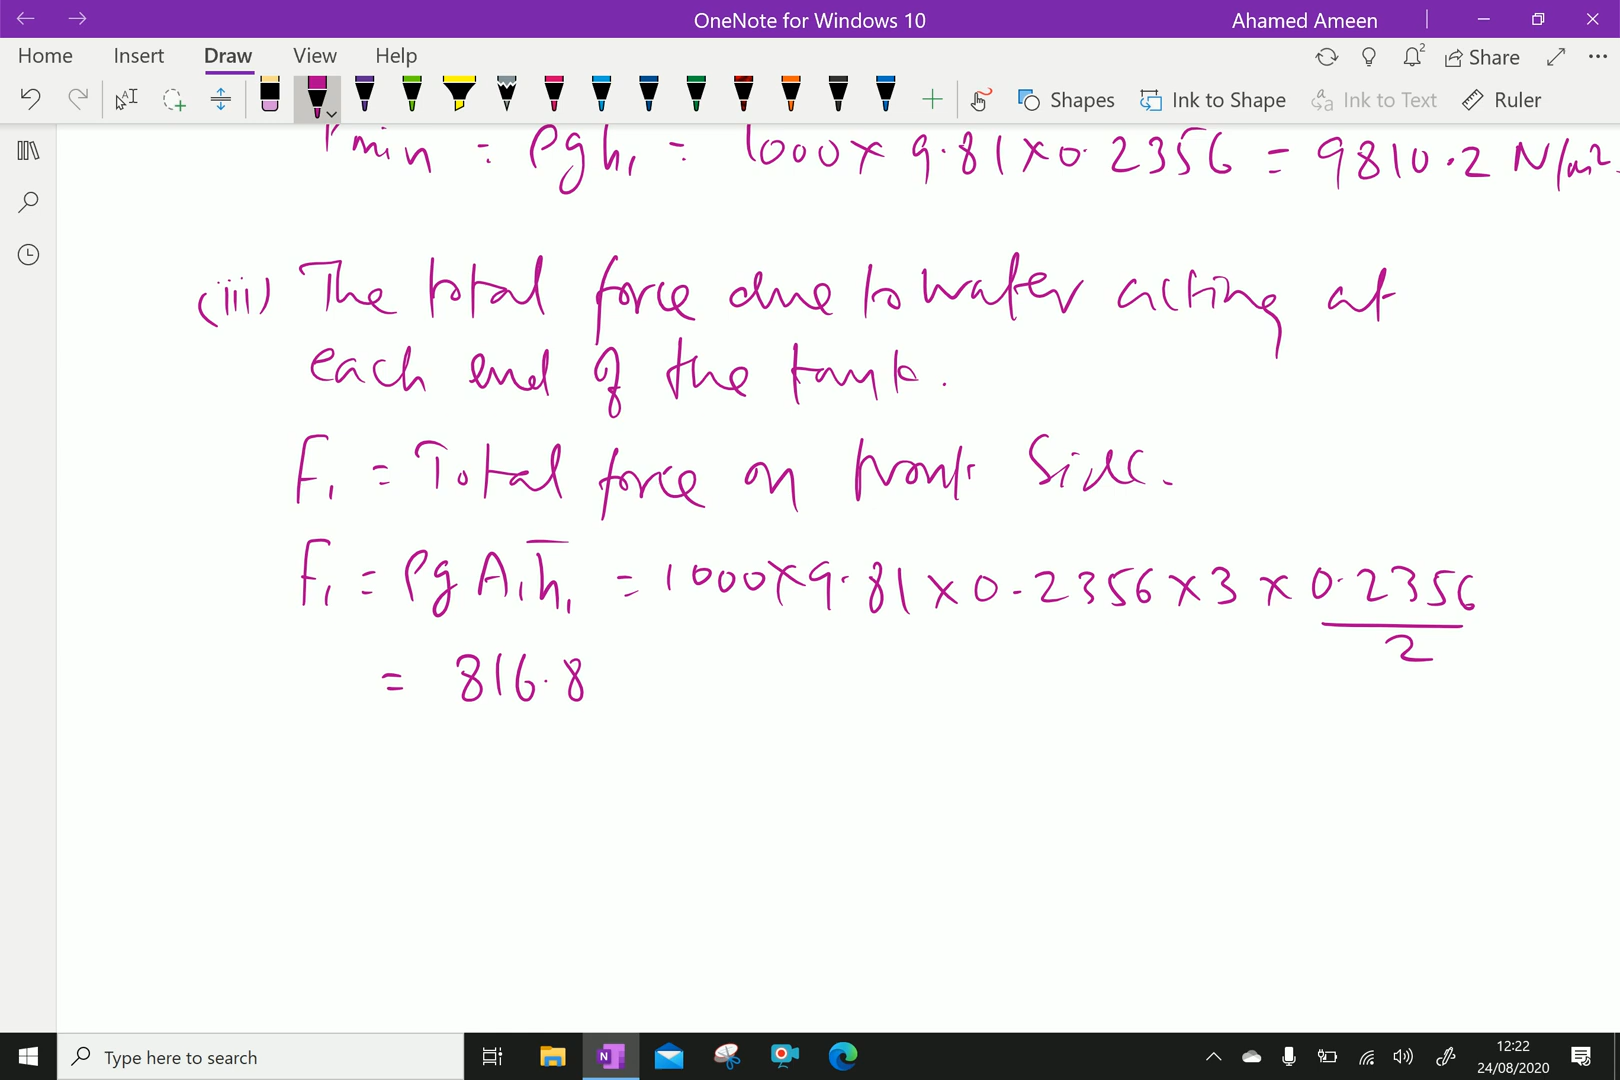 OneNote for Windows 10
Ahamed Ameen
Home Insert Draw View Help
2 Share
Shapes Ink to Shape Ink to Text Ruler
Pmin = ρgh₁ = 1000 × 9.81 × 0.2356 = 9810.2 N/m².
(iii) The total force due to water acting at
each end of the tank.
F₁ = Total force on front side.
F₁ = ρg A₁ h̄₁ = 1000 × 9.81 × 0.2356 × 3 × 0.2356
2
= 816.8
Type here to search
12:22
24/08/2020